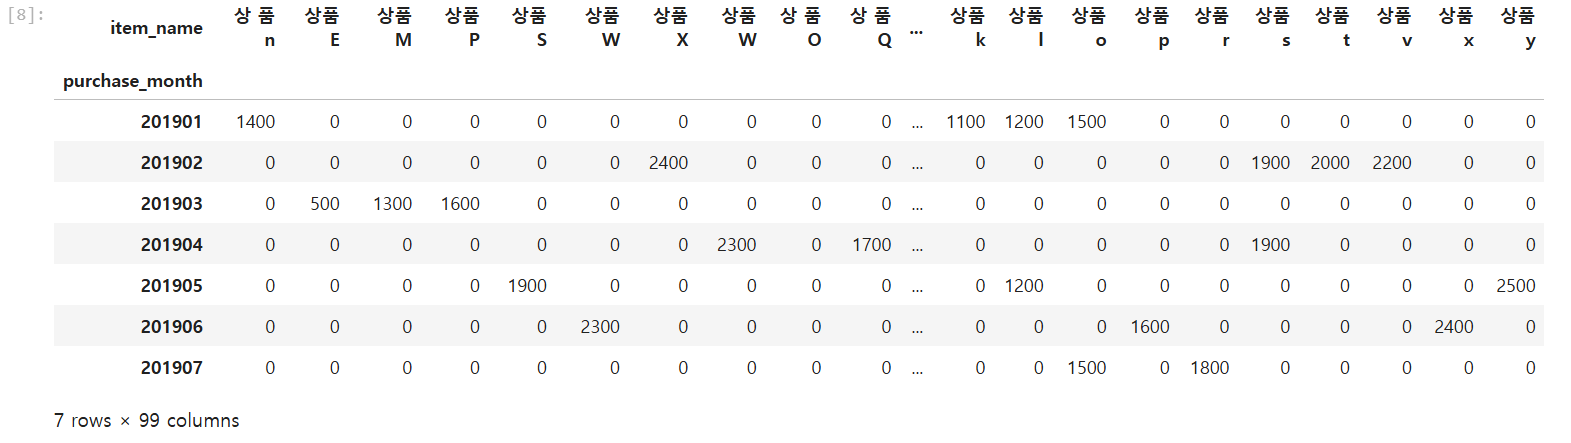 [8]:
item_name 상 품 n 상품 E 상품 M 상품 P 상품 S 상품 W 상품 X 상품 W 상 품 O 상 품 Q ... 상품 k 상품 l 상품 o 상품 p 상품 r 상품 s 상품 t 상품 v 상품 x 상품 y
purchase_month
201901 1400 0 0 0 0 0 0 0 0 0 ... 1100 1200 1500 0 0 0 0 0 0 0
201902 0 0 0 0 0 0 2400 0 0 0 ... 0 0 0 0 0 1900 2000 2200 0 0
201903 0 500 1300 1600 0 0 0 0 0 0 ... 0 0 0 0 0 0 0 0 0 0
201904 0 0 0 0 0 0 0 2300 0 1700 ... 0 0 0 0 0 1900 0 0 0 0
201905 0 0 0 0 1900 0 0 0 0 0 ... 0 1200 0 0 0 0 0 0 0 2500
201906 0 0 0 0 0 2300 0 0 0 0 ... 0 0 0 1600 0 0 0 0 2400 0
201907 0 0 0 0 0 0 0 0 0 0 ... 0 0 1500 0 1800 0 0 0 0 0
7 rows × 99 columns